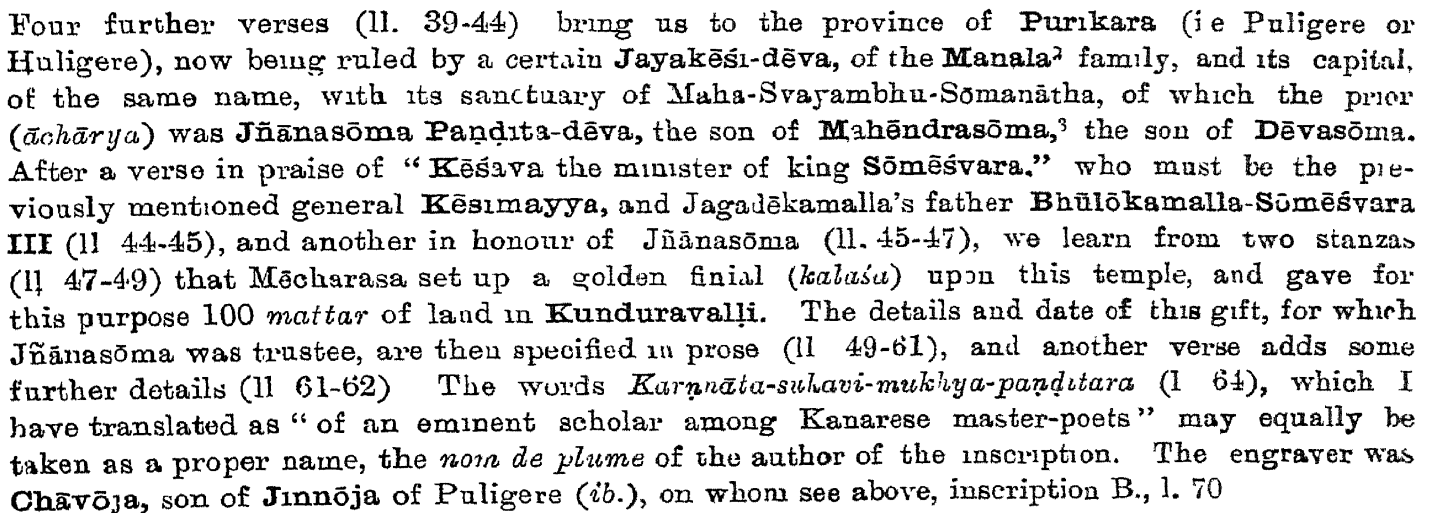 Four further verses (ll. 39-44) bring us to the province of Purikara (i e Puligere or
Huligere), now being ruled by a certain Jayakēśi-dēva, of the Manala² family, and its capital,
of the same name, with its sanctuary of Maha-Svayambhu-Sōmanātha, of which the prior
(āchārya) was Jñānasōma Paṇḍita-dēva, the son of Mahēndrasōma,³ the son of Dēvasōma.
After a verse in praise of “Kēśava the minister of king Sōmēśvara.” who must be the pre-
viously mentioned general Kēsimayya, and Jagadēkamalla's father Bhūlōkamalla-Sōmēśvara
III (ll 44-45), and another in honour of Jñānasōma (ll. 45-47), we learn from two stanzas
(ll 47-49) that Mēcharasa set up a golden finial (kalaśa) upon this temple, and gave for
this purpose 100 mattar of land in Kunduravaḷḷi. The details and date of this gift, for which
Jñānasōma was trustee, are then specified in prose (ll 49-61), and another verse adds some
further details (ll 61-62) The words Karṇnāta-sukavi-mukhya-paṇḍitara (l 64), which I
have translated as “of an eminent scholar among Kanarese master-poets” may equally be
taken as a proper name, the nom de plume of the author of the inscription. The engraver was
Chāvōja, son of Jinnōja of Puligere (ib.), on whom see above, inscription B., l. 70